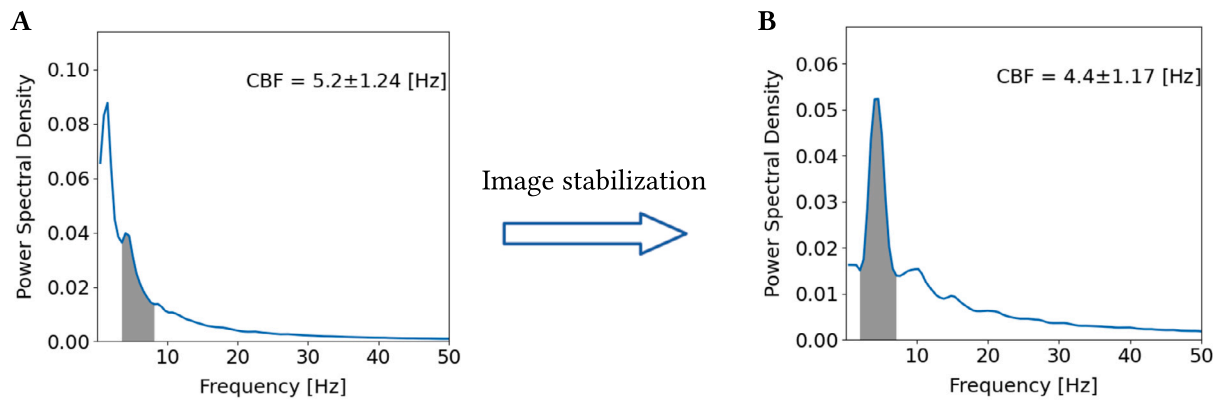 A
CBF = 5.2±1.24 [Hz]
Power Spectral Density
0.10
0.08
0.06
0.04
0.02
0.00
10
20
30
40
50
Frequency [Hz]
Image stabilization
B
CBF = 4.4±1.17 [Hz]
Power Spectral Density
0.06
0.05
0.04
0.03
0.02
0.01
0.00
10
20
30
40
50
Frequency [Hz]